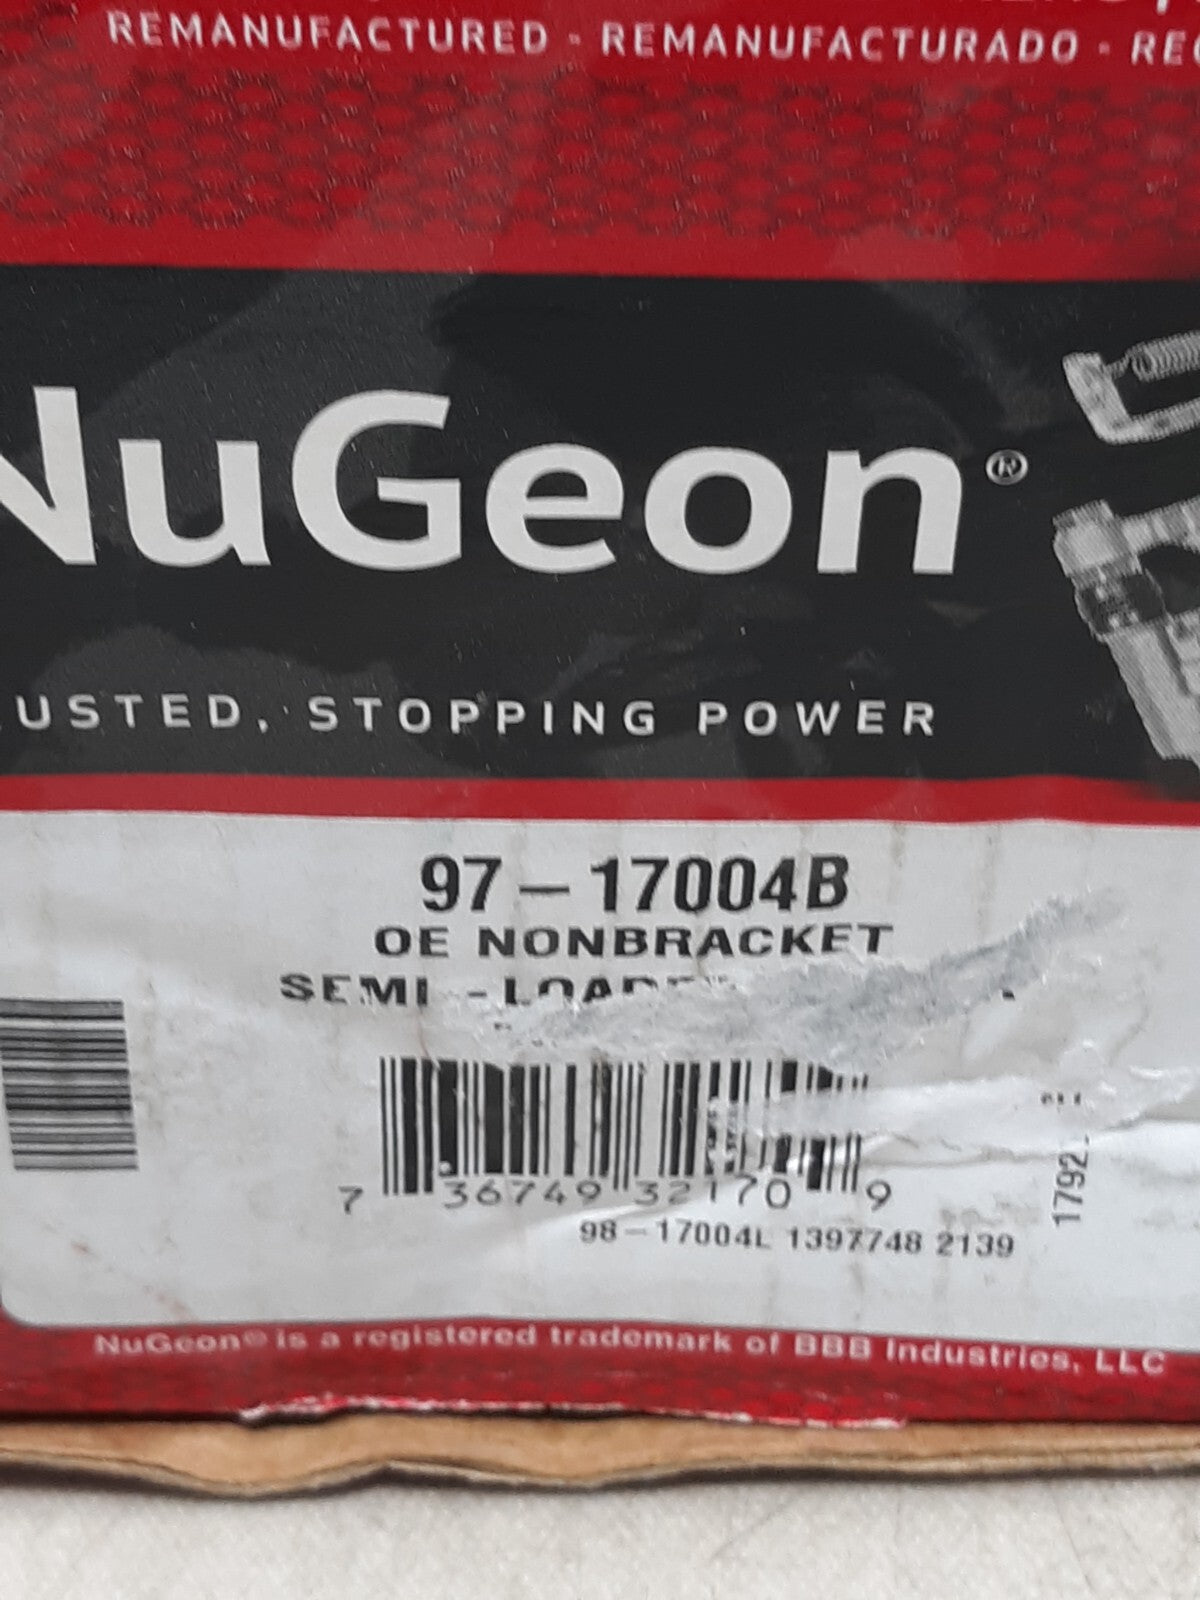 REMANUFACTURED - REMANUFACTURADO -
NuGeon®
USTED, STOPPING POWER
97-17004B
OE NONBRACKET
SEMI-LOADED
7 36749 32170 9
1792
98-17004L 1397748 2139
NuGeon® is a registered trademark of BBB Industries, LLC